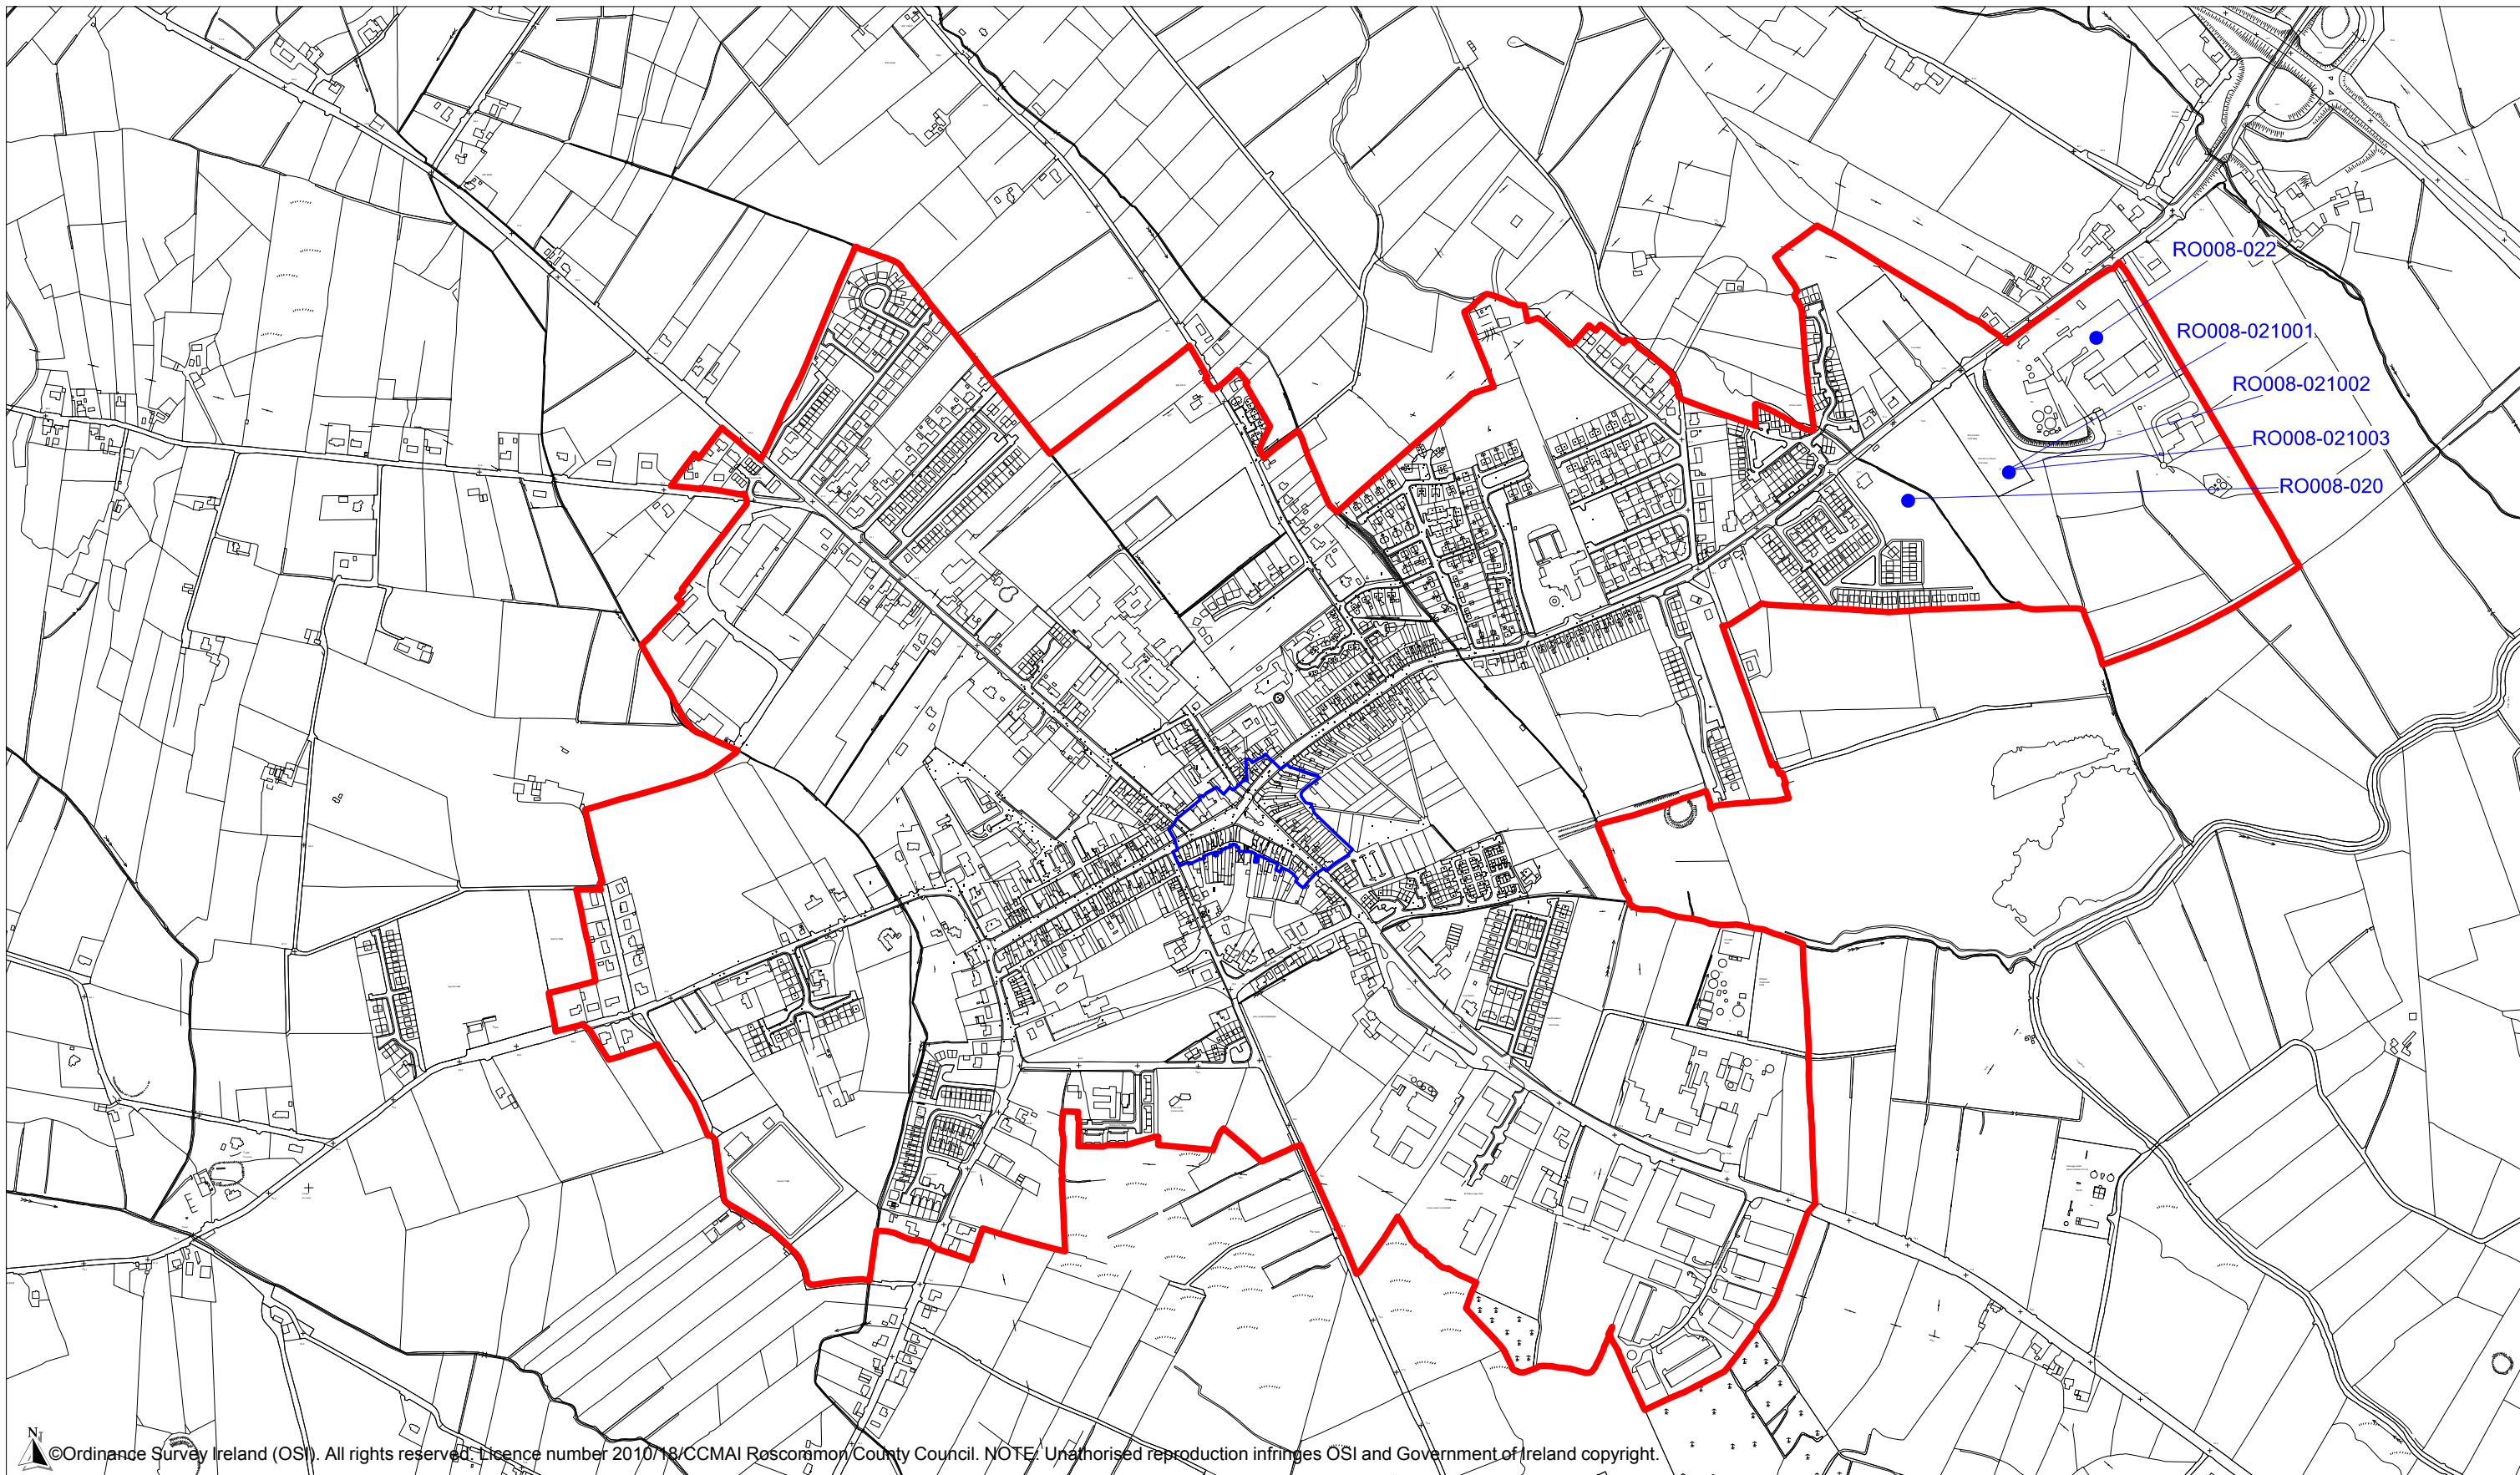 RO008-022
RO008-021001
RO008-021002
RO008-021003
RO008-020
N
©Ordinance Survey Ireland (OSI). All rights reserved. Licence number 2010/18/CCMAI Roscommon County Council. NOTE: Unathorised reproduction infringes OSI and Government of Ireland copyright.